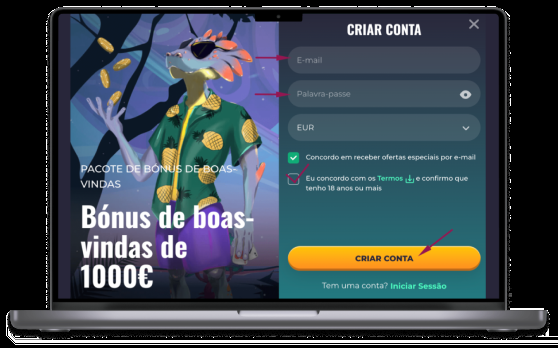 CRIAR CONTA
E-mail
Palavra-passe
EUR
Concordo em receber ofertas especiais por e-mail
Eu concordo com os Termos e confirmo que
tenho 18 anos ou mais
PACOTE DE BÓNUS DE BOAS-
VINDAS
Bónus de boas-
vindas de
1000€
CRIAR CONTA
Tem uma conta? Iniciar Sessão